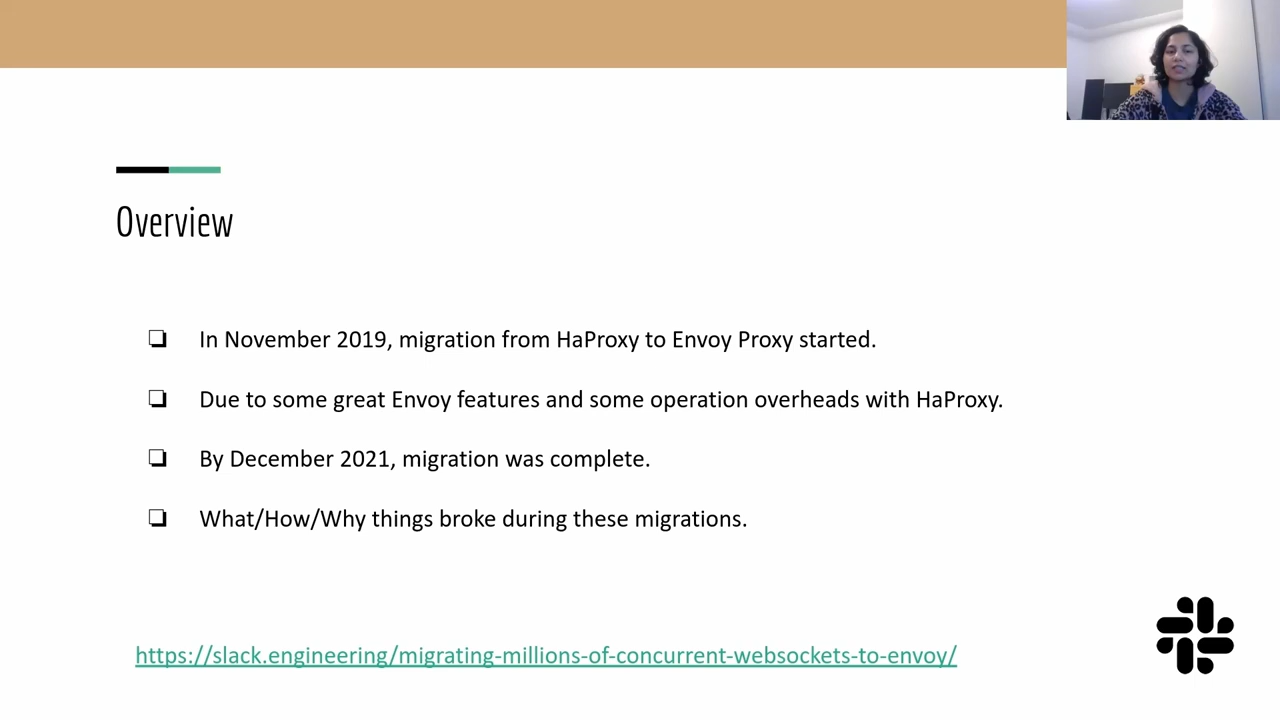 Overview
In November 2019, migration from HaProxy to Envoy Proxy started.
Due to some great Envoy features and some operation overheads with HaProxy.
By December 2021, migration was complete.
What/How/Why things broke during these migrations.
https://slack.engineering/migrating-millions-of-concurrent-websockets-to-envoy/